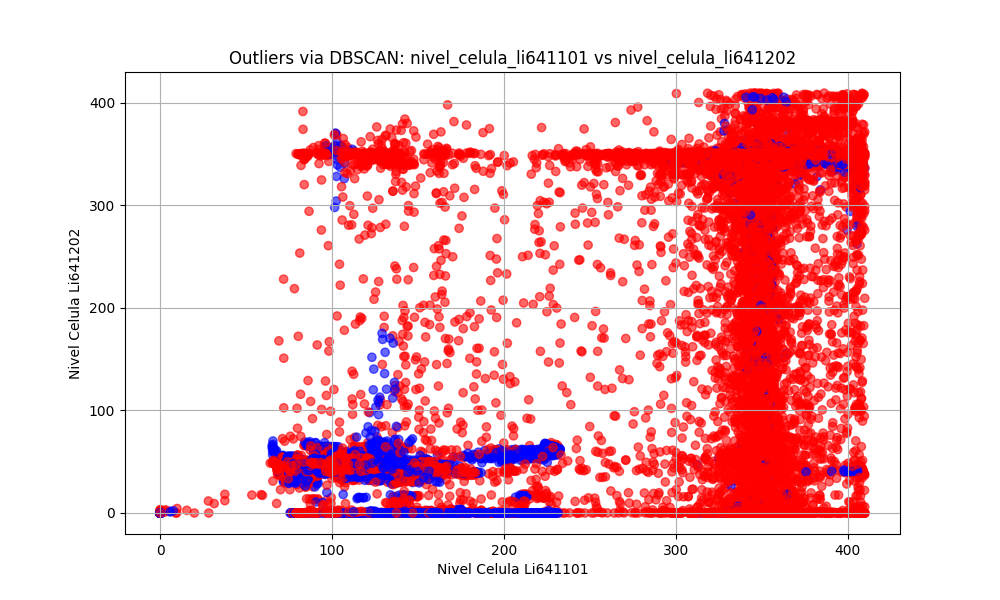 Outliers via DBSCAN: nivel_celula_li641101 vs nivel_celula_li641202
400
300
200
100
0
Nivel Celula Li641202
0 100 200 300 400
Nivel Celula Li641101